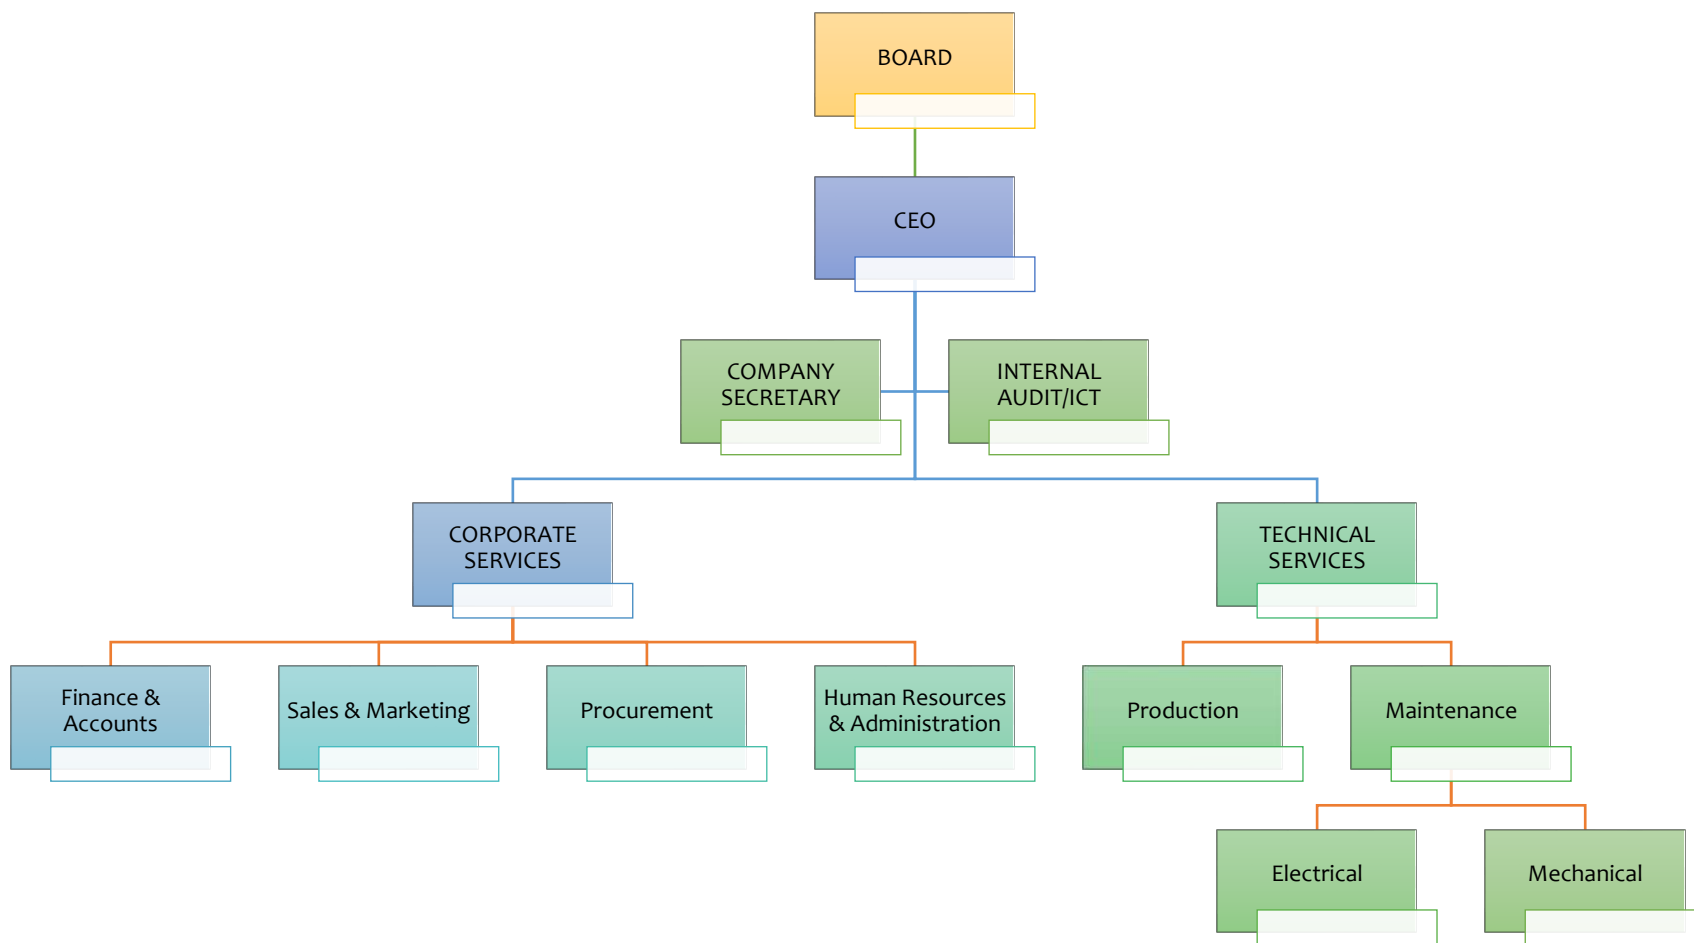 BOARD
CEO
COMPANY
SECRETARY
INTERNAL
AUDIT/ICT
CORPORATE
SERVICES
TECHNICAL
SERVICES
Finance &
Accounts
Sales & Marketing
Procurement
Human Resources
& Administration
Production
Maintenance
Electrical
Mechanical